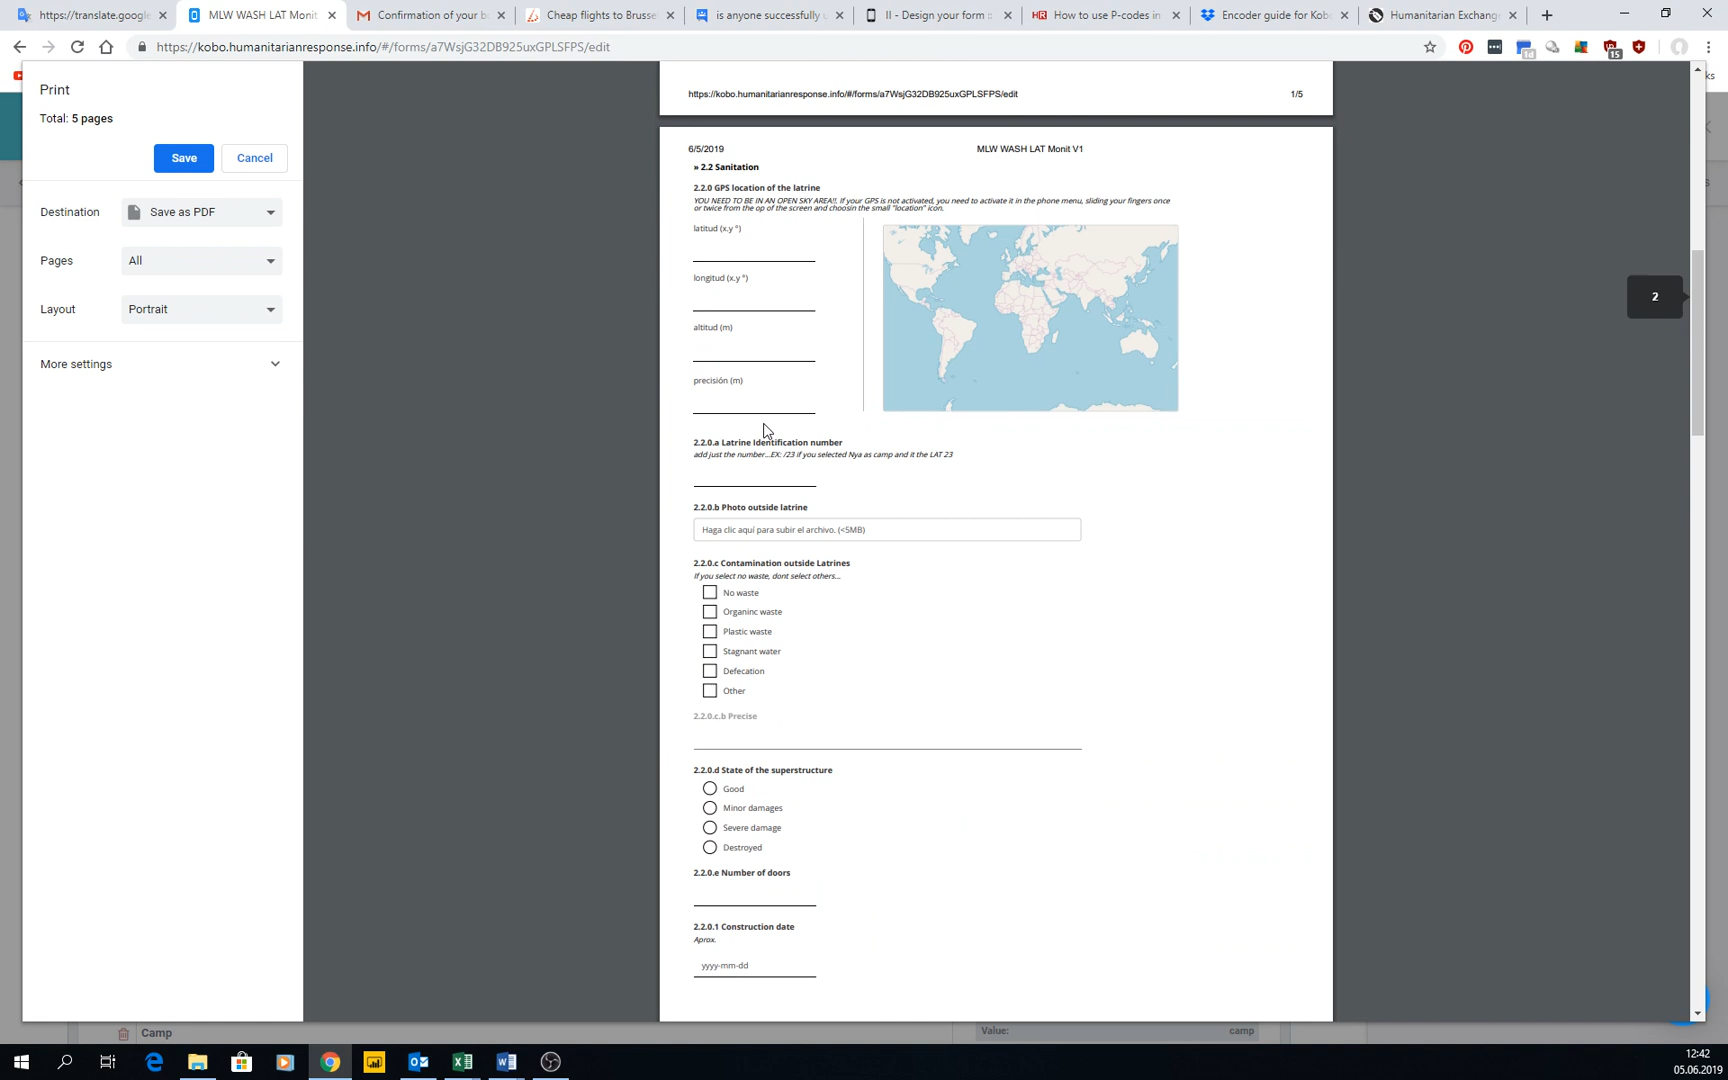 https://translate.google
MLW WASH LAT Monit
Confirmation of your b
Cheap flights to Brusse
is anyone successfully u
II - Design your form ::
How to use P-codes in
Encoder guide for Kob
Humanitarian Exchang
https://kobo.humanitarianresponse.info/#/forms/a7WsjG32DB925uxGPLSFPS/edit
1d
15
ks
Print
Total: 5 pages
Save
Cancel
Destination
Save as PDF
Pages
All
Layout
Portrait
More settings
https://kobo.humanitarianresponse.info/#/forms/a7WsjG32DB925uxGPLSFPS/edit
1/5
6/5/2019
MLW WASH LAT Monit V1
» 2.2 Sanitation
2.2.0 GPS location of the latrine
YOU NEED TO BE IN AN OPEN SKY AREA!!. If your GPS is not activated, you need to activate it in the phone menu, sliding your fingers once
or twice from the op of the screen and choosin the small "location" icon.
latitud (x.y °)
longitud (x.y °)
altitud (m)
precisión (m)
2.2.0.a Latrine Identification number
add just the number...EX: /23 if you selected Nya as camp and it the LAT 23
2.2.0.b Photo outside latrine
Haga clic aquí para subir el archivo. (<5MB)
2.2.0.c Contamination outside Latrines
If you select no waste, dont select others...
No waste
Organinc waste
Plastic waste
Stagnant water
Defecation
Other
2.2.0.c.b Precise
2.2.0.d State of the superstructure
Good
Minor damages
Severe damage
Destroyed
2.2.0.e Number of doors
2.2.0.1 Construction date
Aprox.
yyyy-mm-dd
2
Camp
Value:
camp
12:42
05.06.2019